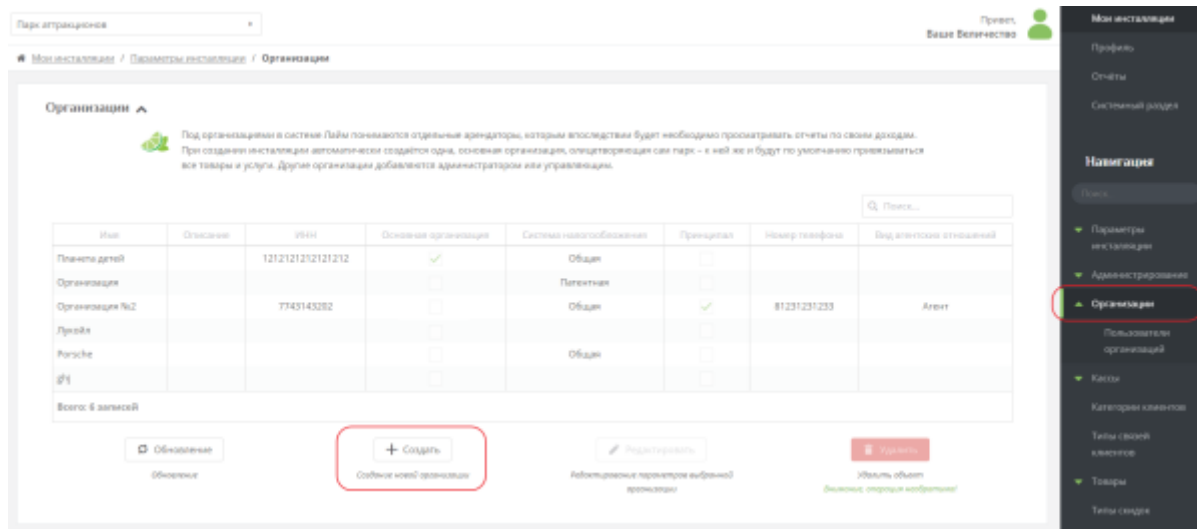 Парк аттракционов
Привет,
Ваше Величество
Мои инсталляции / Параметры инсталляции / Организации
Организации
Под организациями в системе Лайм понимаются отдельные арендаторы, которым впоследствии будет необходимо просматривать отчеты по своим доходам.
При создании инсталляции автоматически создаётся одна, основная организация, олицетворяющая сам парк – к ней же и будут по умолчанию привязываться
все товары и услуги. Другие организации добавляются администратором или управляющим.
Поиск...
Имя Описание ИНН Основная организация Система налогообложения Принципал Номер телефона Вид агентских отношений
Планета детей 1212121212121212 Общая
Организация Патентная
Организация №2 7743143202 Общая 81231231233 Агент
Лукойл
Porsche Общая
ghj
Всего: 6 записей
Обновление
Создать
Редактировать
Удалить
Обновление
Создание новой организации
Редактирование параметров выбранной
организации
Удалить объект
Внимание, операция необратима!
Мои инсталляции
Профиль
Отчёты
Системный раздел
Навигация
Поиск...
Параметры
инсталляции
Администрирование
Организации
Пользователи
организаций
Кассы
Категории клиентов
Типы связей
клиентов
Товары
Типы скидок